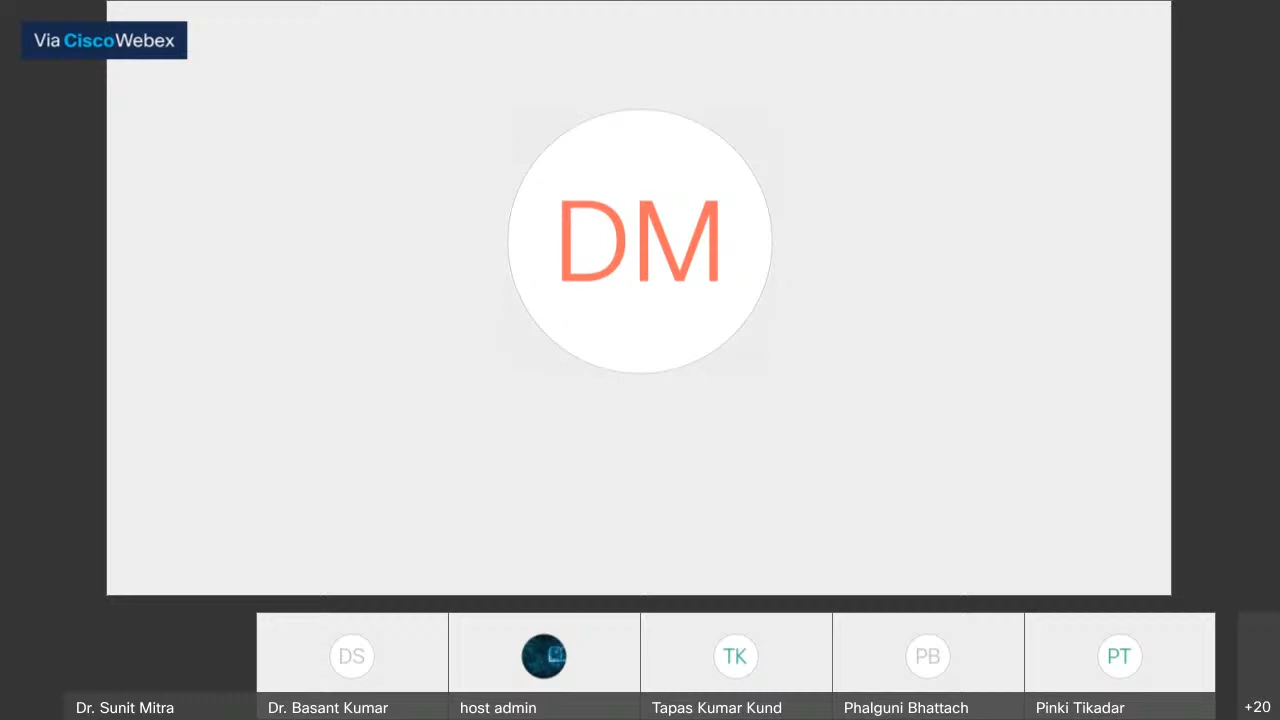 Via CiscoWebex
DM
DS
TK
PB
PT
Dr. Sunit Mitra
Dr. Basant Kumar
host admin
Tapas Kumar Kund
Phalguni Bhattach
Pinki Tikadar
+20